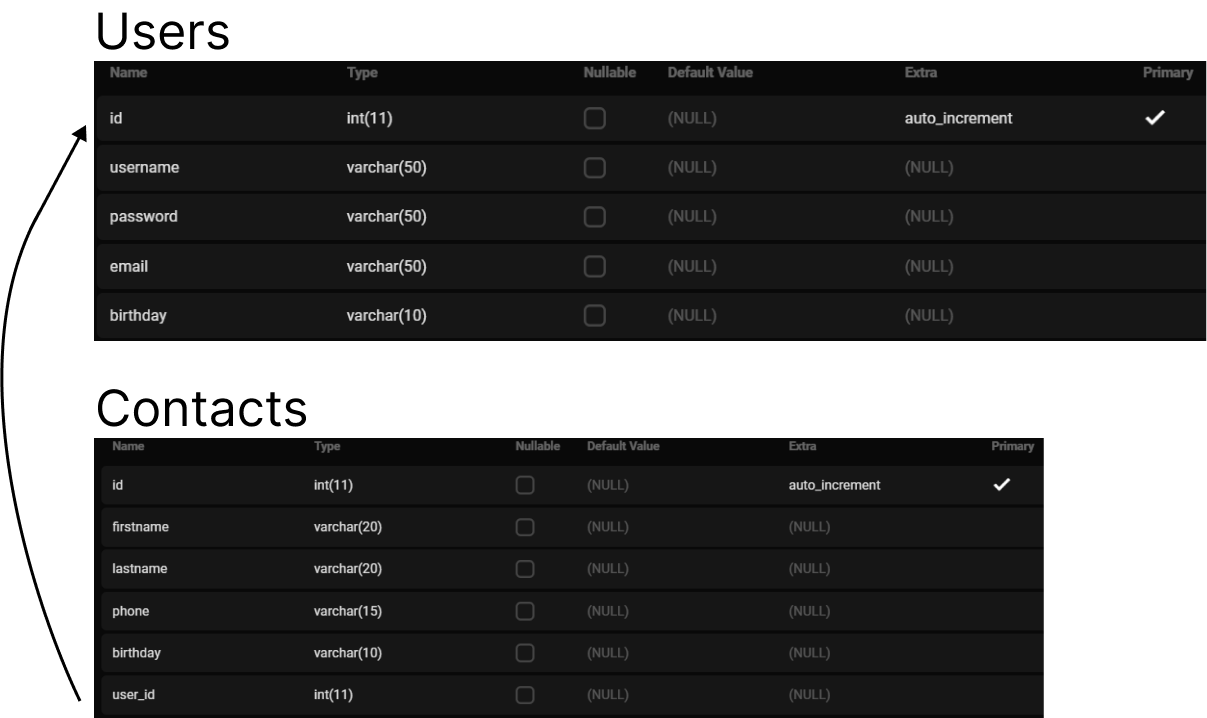 Users
Name Type Nullable Default Value Extra Primary
id int(11) (NULL) auto_increment
username varchar(50) (NULL) (NULL)
password varchar(50) (NULL) (NULL)
email varchar(50) (NULL) (NULL)
birthday varchar(10) (NULL) (NULL)
Contacts
Name Type Nullable Default Value Extra Primary
id int(11) (NULL) auto_increment
firstname varchar(20) (NULL) (NULL)
lastname varchar(20) (NULL) (NULL)
phone varchar(15) (NULL) (NULL)
birthday varchar(10) (NULL) (NULL)
user_id int(11) (NULL) (NULL)